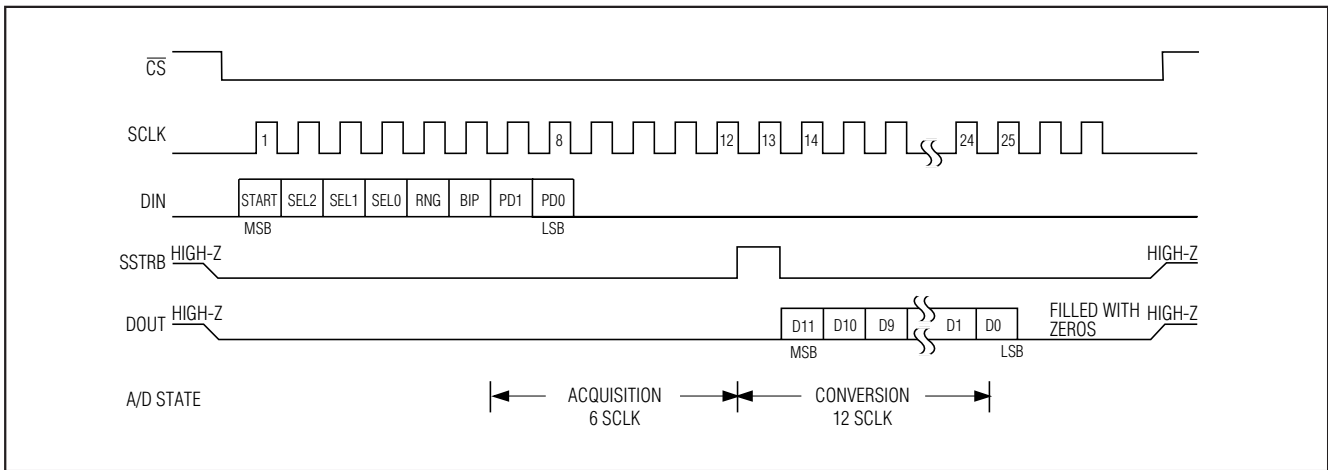 CS
SCLK 1 8 12 13 14 24 25
DIN START SEL2 SEL1 SEL0 RNG BIP PD1 PD0
MSB LSB
SSTRB HIGH-Z HIGH-Z
DOUT HIGH-Z D11 D10 D9 D1 D0 FILLED WITH ZEROS HIGH-Z
MSB LSB
A/D STATE ACQUISITION CONVERSION
6 SCLK 12 SCLK